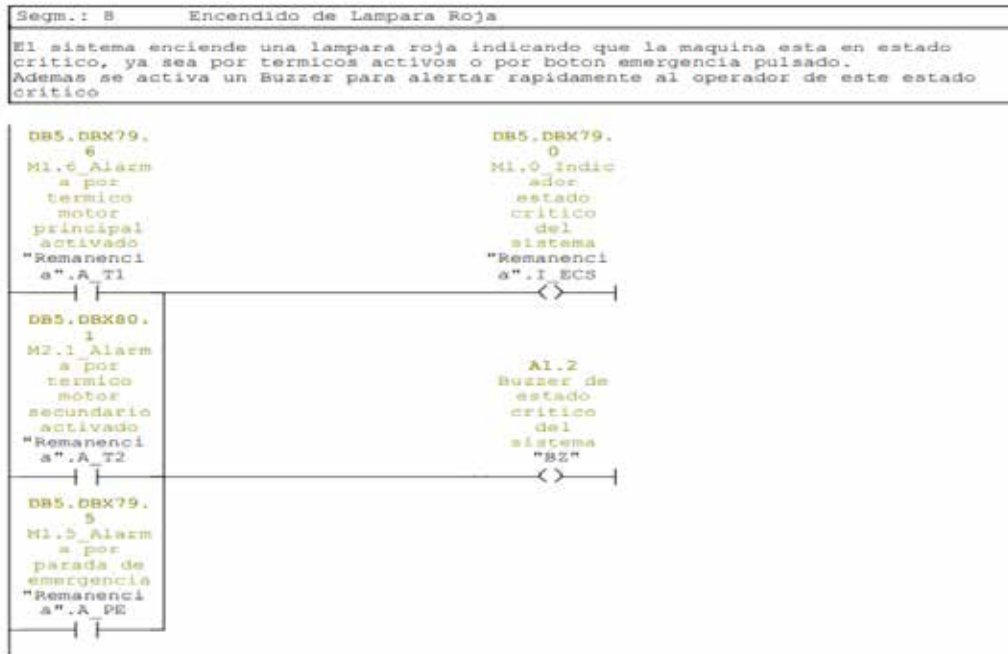 Segm.: 8 Encendido de Lampara Roja
El sistema enciende una lampara roja indicando que la maquina esta en estado
critico, ya sea por termicos activos o por boton emergencia pulsado.
Ademas se activa un Buzzer para alertar rapidamente al operador de este estado
critico
DB5.DBX79.
6
M1.6_Alarm
a por
termico
motor
principal
activado
"Remanenci
a".A_T1
DB5.DBX79.
0
M1.0_Indic
ador
estado
critico
del
sistema
"Remanenci
a".I_ECS
DB5.DBX80.
1
M2.1_Alarm
a por
termico
motor
secundario
activado
"Remanenci
a".A_T2
A1.2
Buzzer de
estado
critico
del
sistema
"BZ"
DB5.DBX79.
5
M1.5_Alarm
a por
parada de
emergencia
"Remanenci
a".A_PE